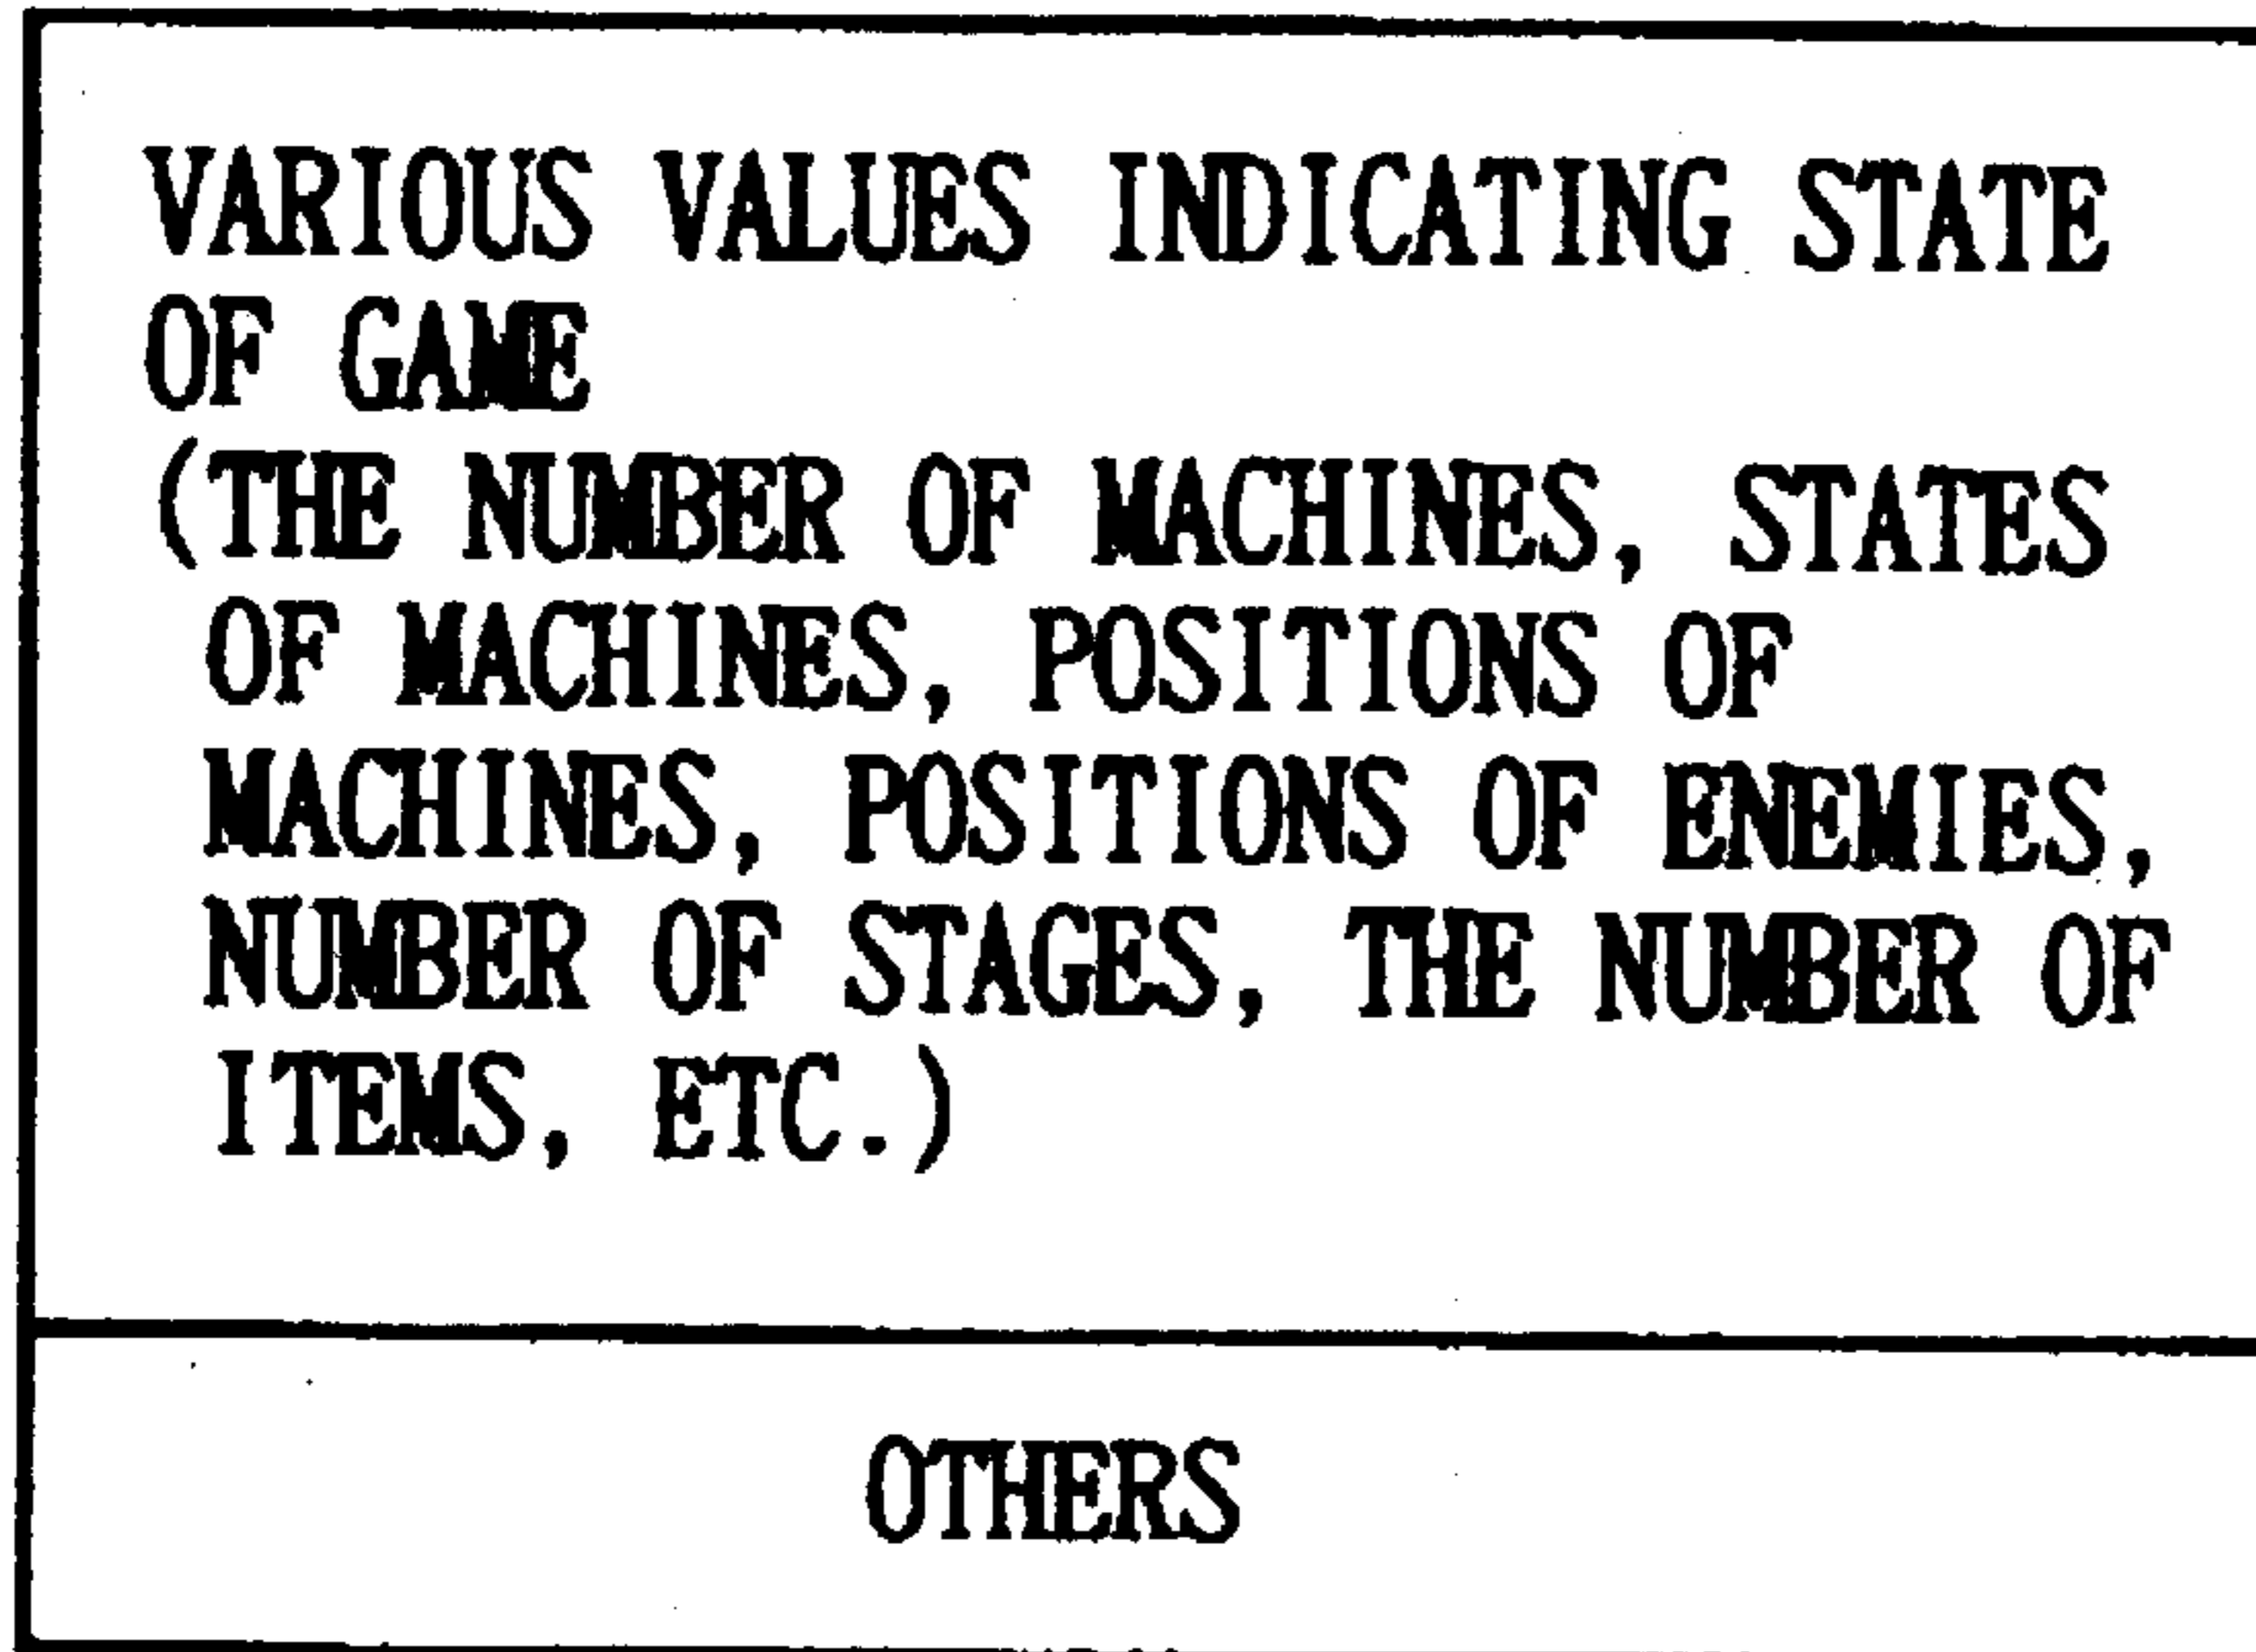 VARIOUS VALUES INDICATING STATE
OF GAME
(THE NUMBER OF MACHINES, STATES
OF MACHINES, POSITIONS OF
MACHINES, POSITIONS OF ENEMIES,
NUMBER OF STAGES, THE NUMBER OF
ITEMS, ETC.)
OTHERS